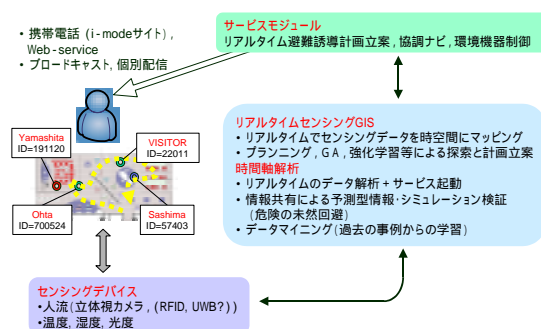 ・携帯電話 (i-modeサイト),
Web-service
・ブロードキャスト, 個別配信
サービスモジュール
リアルタイム避難誘導計画立案, 協調ナビ, 環境機器制御
Yamashita
ID=191120
VISITOR
ID=22011
Ohta
ID=700524
Sashima
ID=57403
リアルタイムセンシングGIS
・リアルタイムでセンシングデータを時空間にマッピング
・プランニング, GA, 強化学習等による探索と計画立案
時間軸解析
・リアルタイムのデータ解析+サービス起動
・情報共有による予測型情報・シミュレーション検証
(危険の未然回避)
・データマイニング(過去の事例からの学習)
センシングデバイス
・人流(立体視カメラ, (RFID, UWB?))
・温度, 湿度, 光度